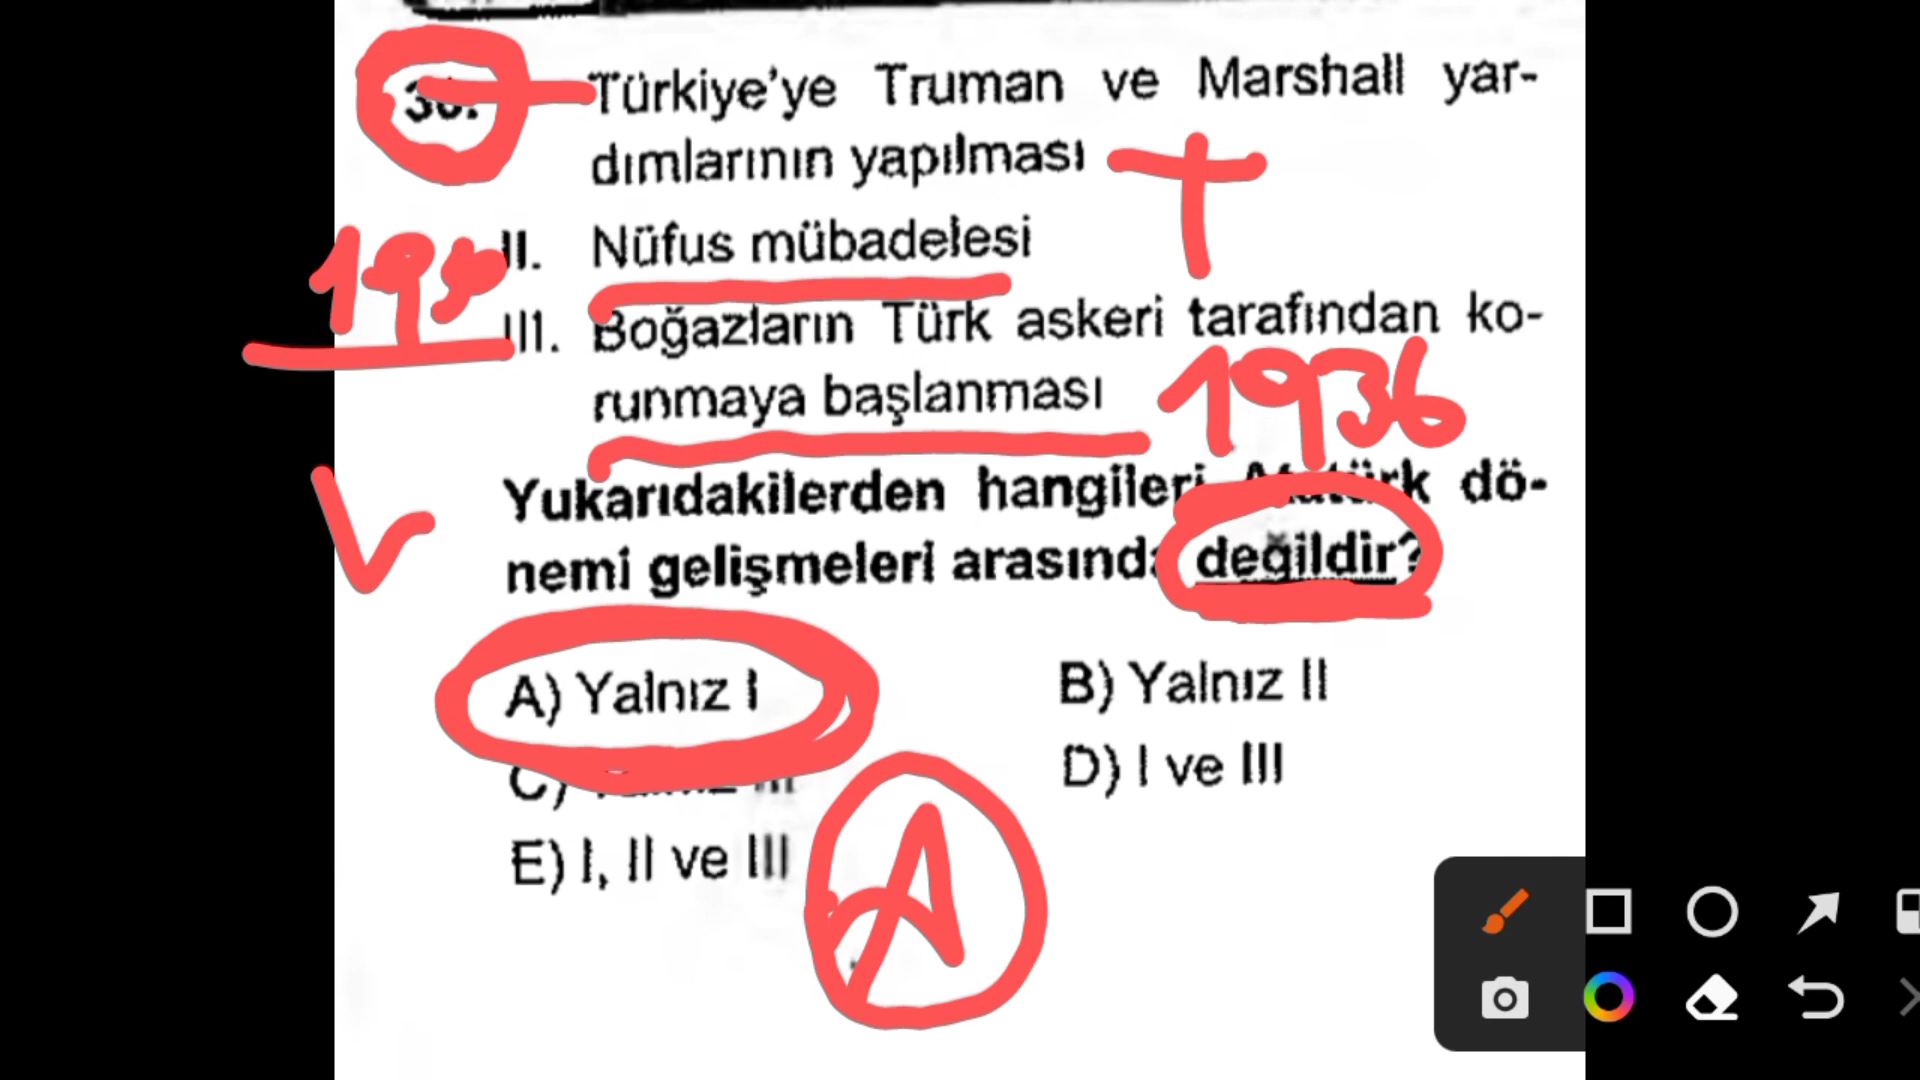 Türkiye'ye Truman ve Marshall yar-
dımlarının yapılması
II. Nüfus mübadelesi
III. Boğazların Türk askeri tarafından ko-
runmaya başlanması
1936
Yukarıdakilerden hangileri Atatürk dö-
nemi gelişmeleri arasında değildir?
A) Yalnız I
B) Yalnız II
D) I ve III
E) I, II ve III
A